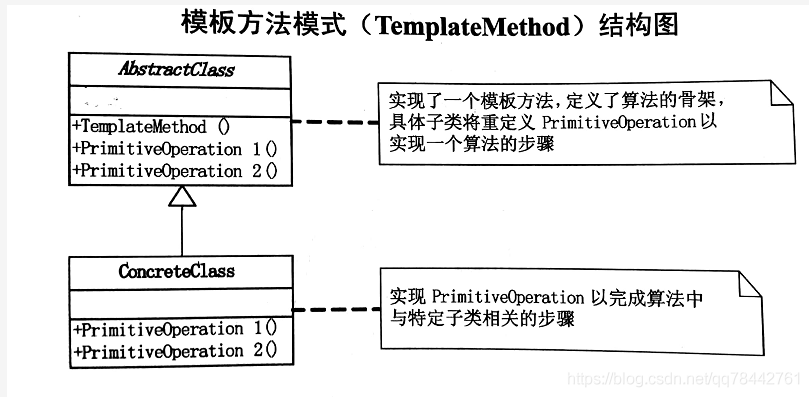 模板方法模式（TemplateMethod）结构图
AbstractClass
+TemplateMethod ()
+PrimitiveOperation 1()
+PrimitiveOperation 2()
实现了一个模板方法，定义了算法的骨架，
具体子类将重定义 PrimitiveOperation 以
实现一个算法的步骤
ConcreteClass
+PrimitiveOperation 1()
+PrimitiveOperation 2()
实现 PrimitiveOperation 以完成算法中
与特定子类相关的步骤
https://blog.csdn.net/qq78442761